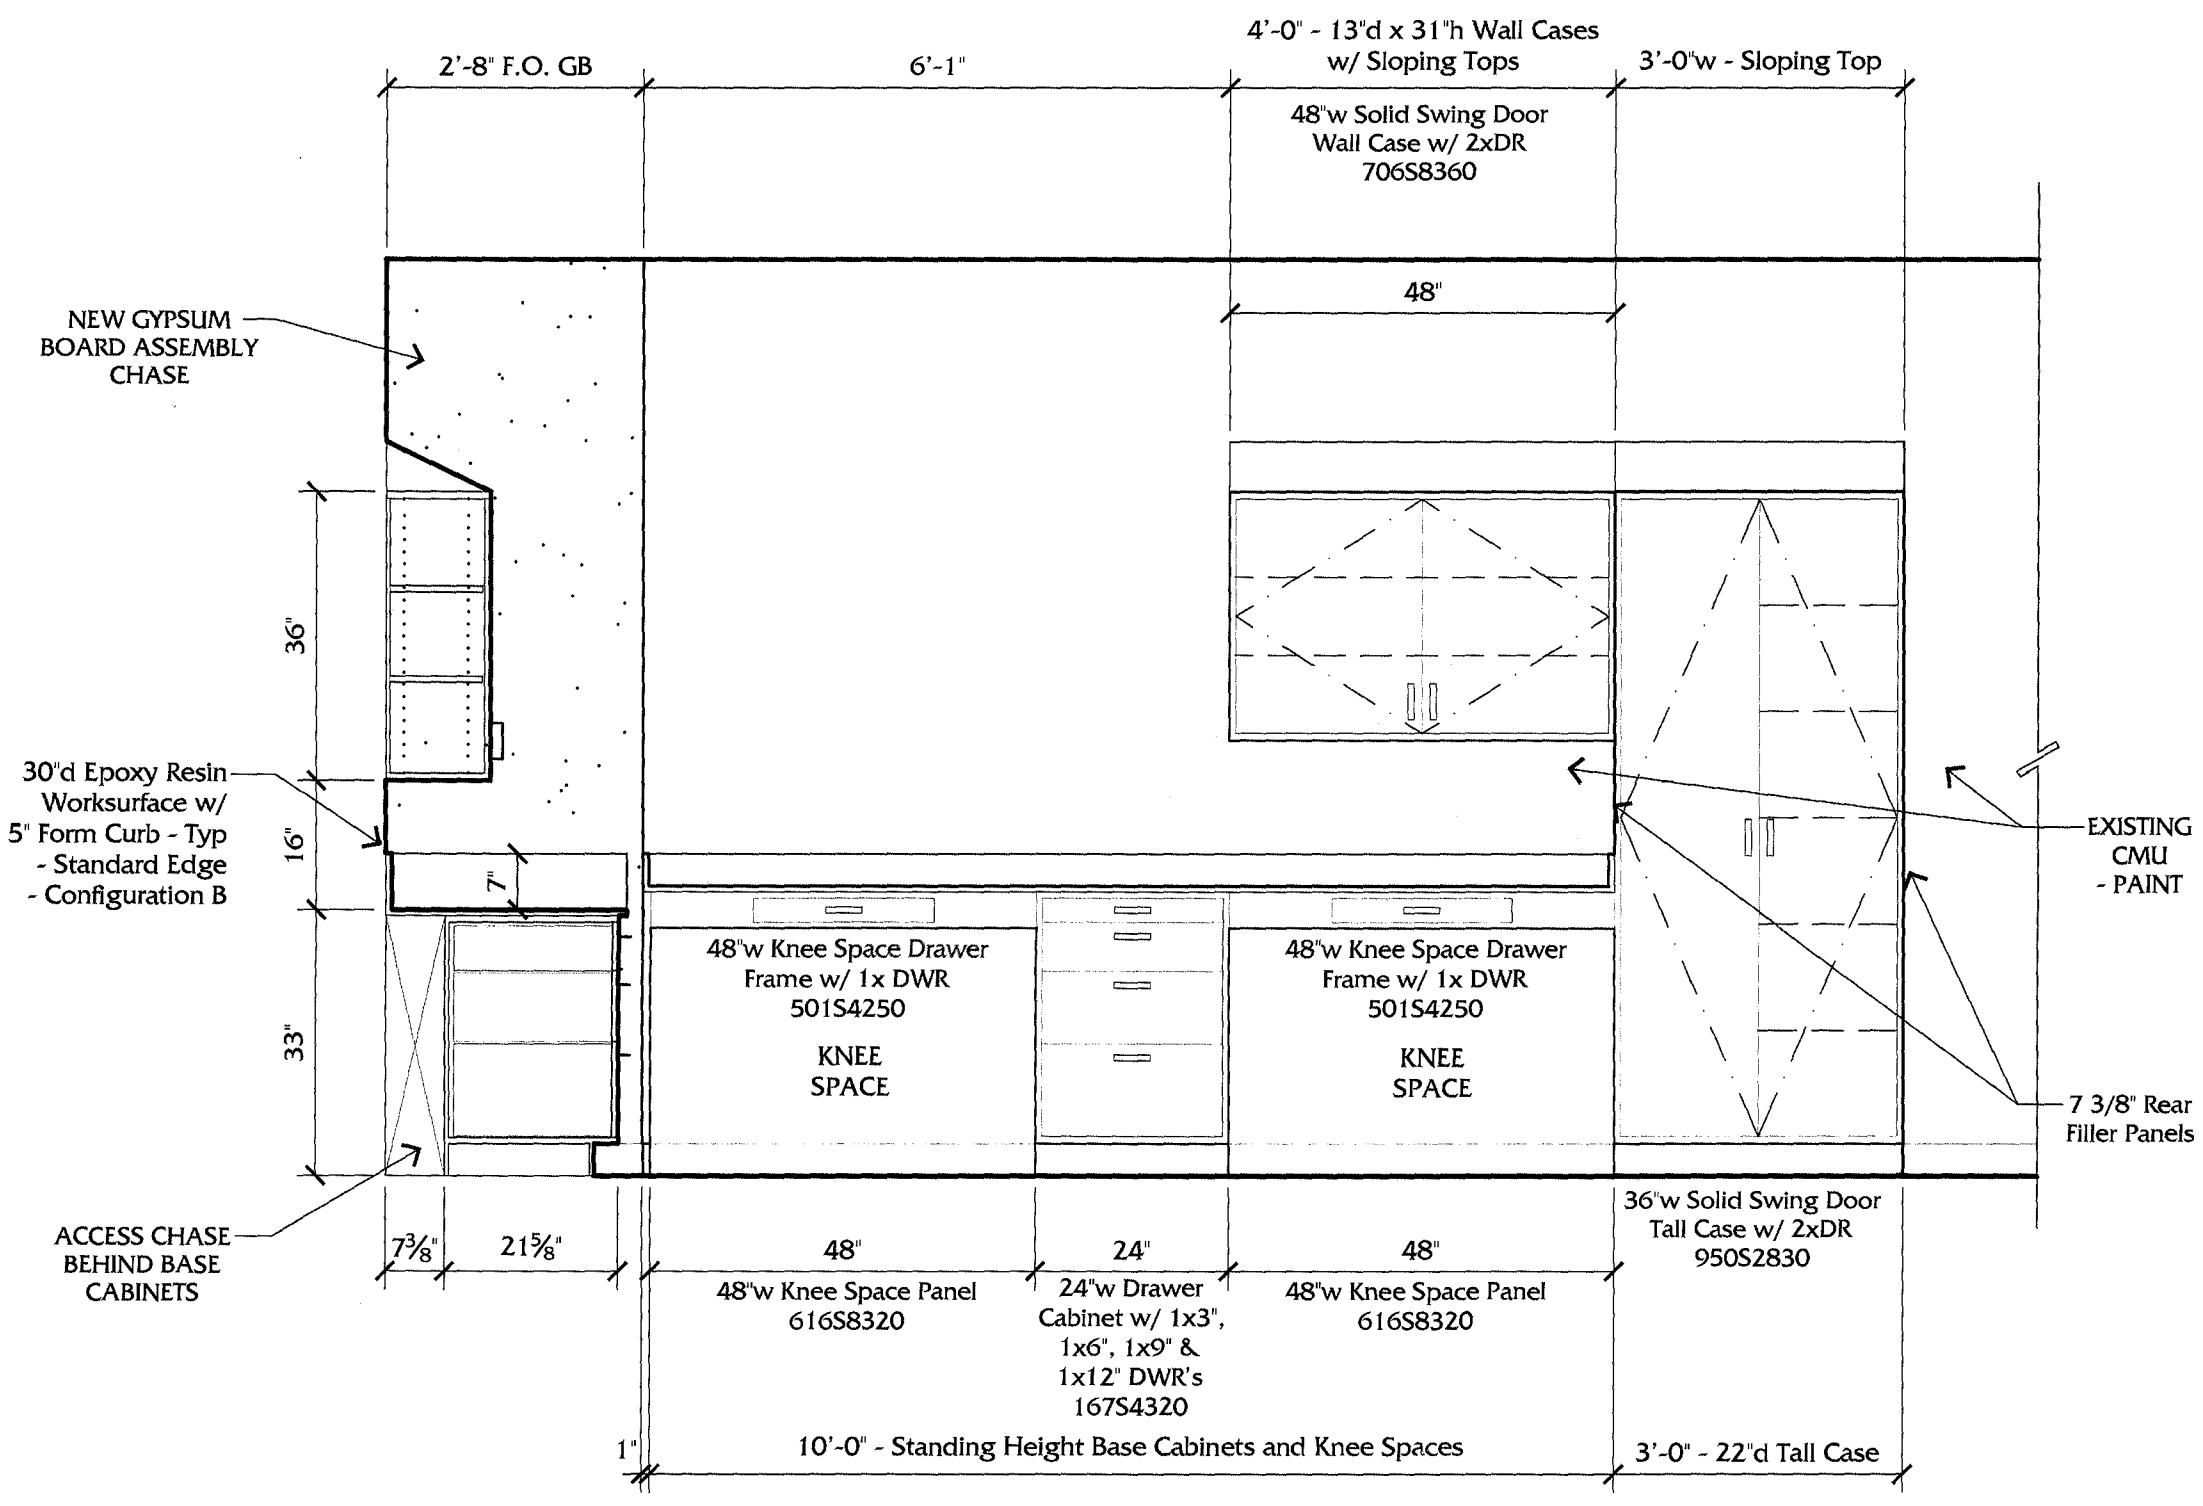 2'-8" F.O. GB
6'-1"
4'-0" - 13"d x 31"h Wall Cases
w/ Sloping Tops
3'-0"w - Sloping Top
48"w Solid Swing Door
Wall Case w/ 2xDR
706S8360
48"
NEW GYPSUM
BOARD ASSEMBLY
CHASE
36"
30"d Epoxy Resin
Worksurface w/
5" Form Curb - Typ
- Standard Edge
- Configuration B
16"
7"
EXISTING
CMU
- PAINT
48"w Knee Space Drawer
Frame w/ 1x DWR
501S4250
KNEE
SPACE
48"w Knee Space Drawer
Frame w/ 1x DWR
501S4250
KNEE
SPACE
33"
7 3/8" Rear
Filler Panels
ACCESS CHASE
BEHIND BASE
CABINETS
7 3/8"
21 5/8"
48"
24"
48"
36"w Solid Swing Door
Tall Case w/ 2xDR
950S2830
48"w Knee Space Panel
616S8320
24"w Drawer
Cabinet w/ 1x3",
1x6", 1x9" &
1x12" DWR's
167S4320
48"w Knee Space Panel
616S8320
1"
10'-0" - Standing Height Base Cabinets and Knee Spaces
3'-0" - 22"d Tall Case